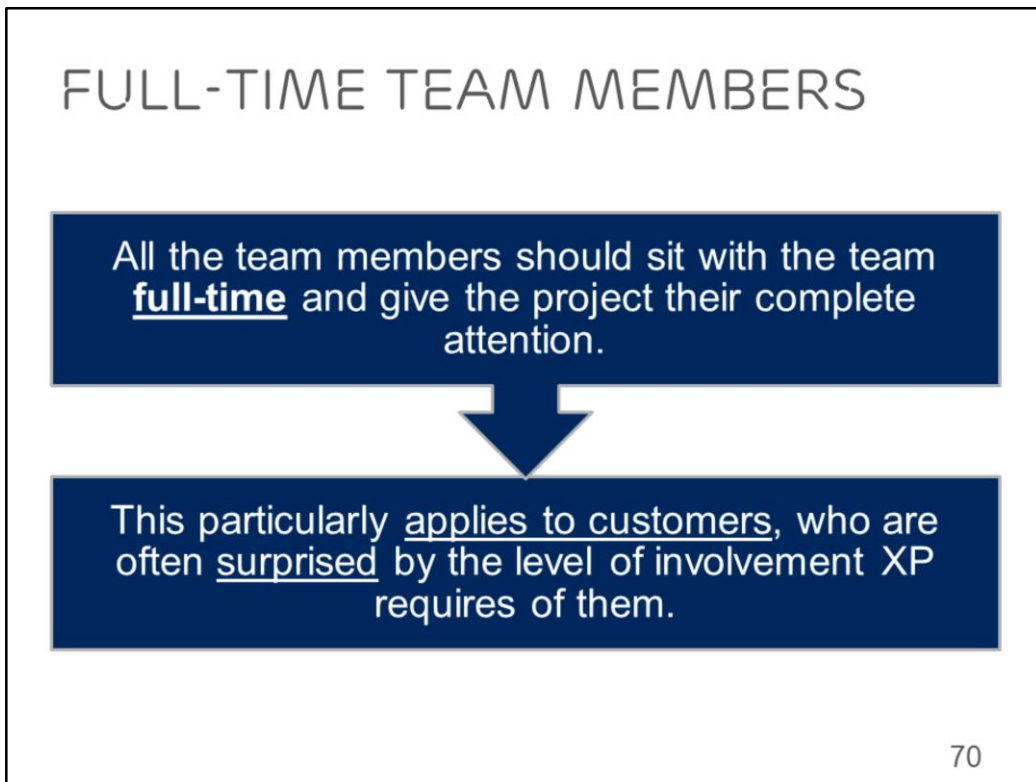 FULL-TIME TEAM MEMBERS
All the team members should sit with the team
full-time and give the project their complete
attention.
This particularly applies to customers, who are
often surprised by the level of involvement XP
requires of them.
70